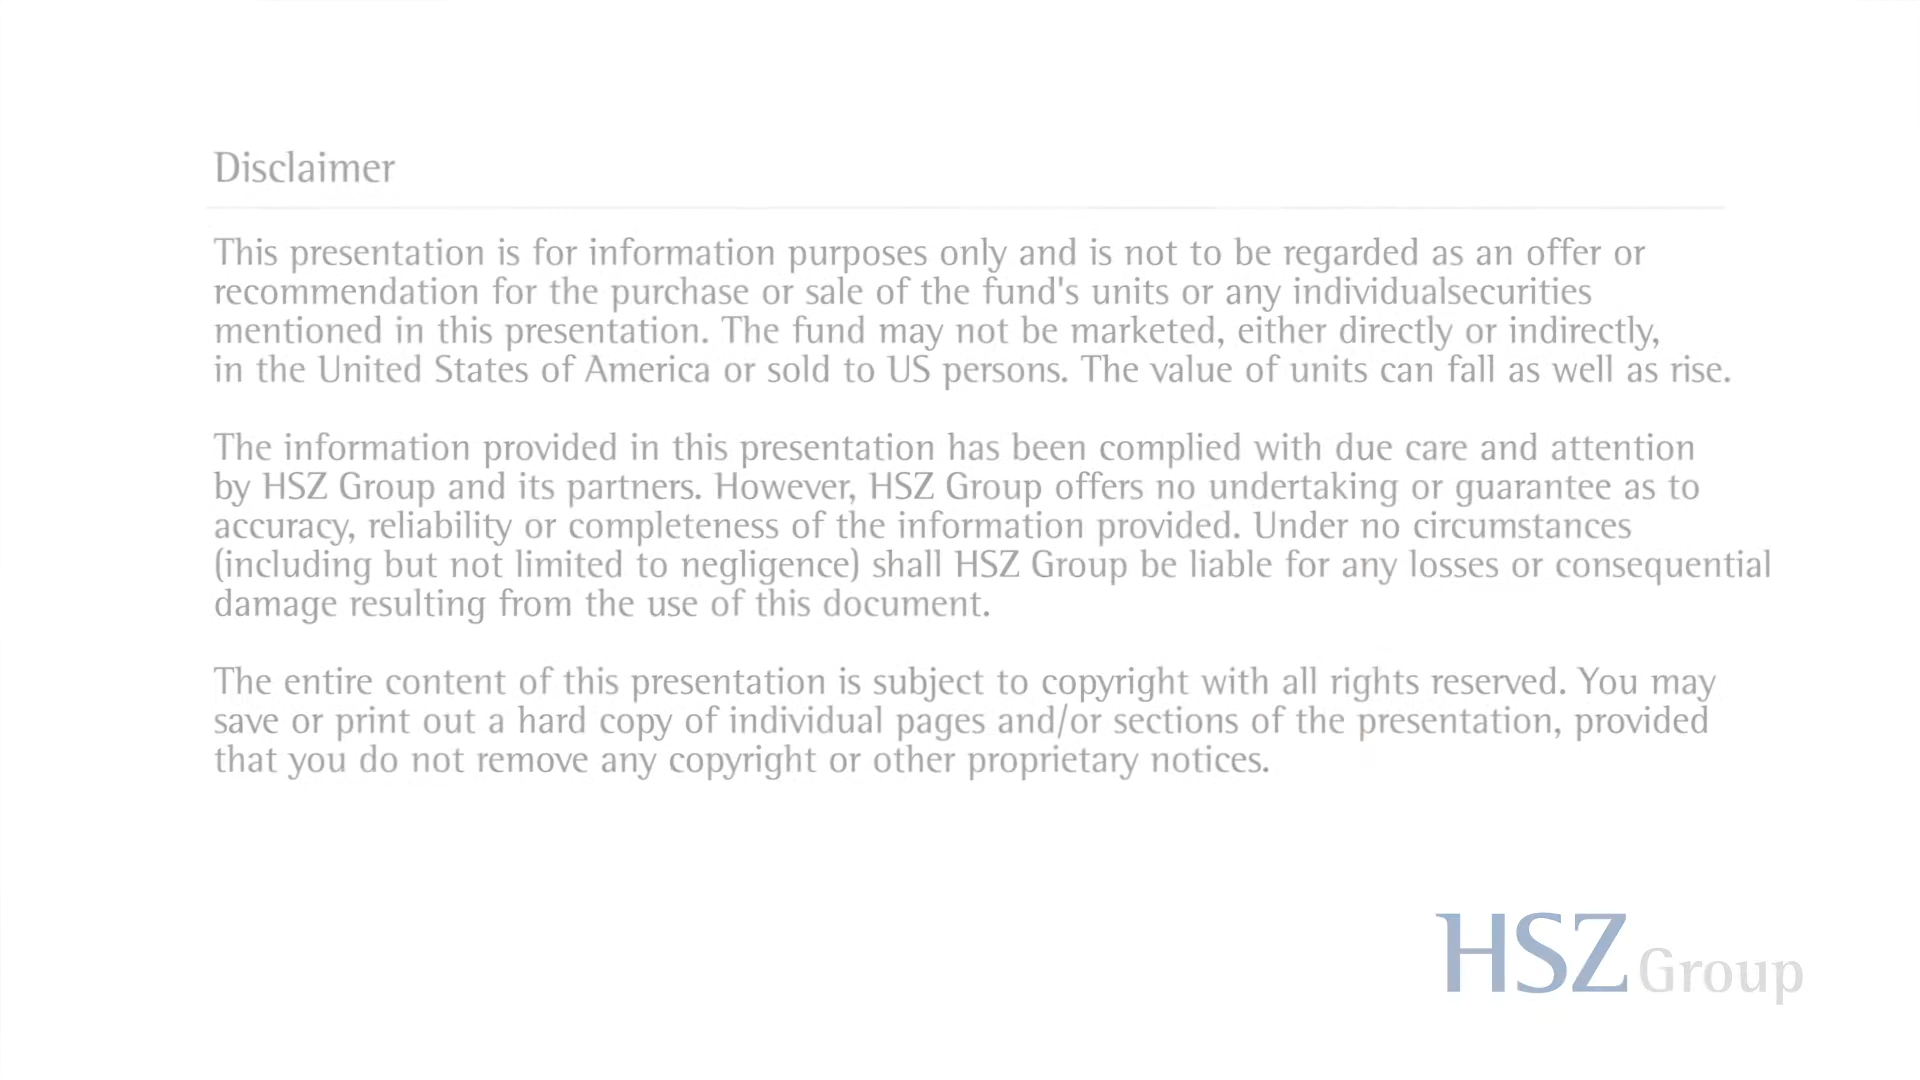 Disclaimer
This presentation is for information purposes only and is not to be regarded as an offer or
recommendation for the purchase or sale of the fund's units or any individualsecurities
mentioned in this presentation. The fund may not be marketed, either directly or indirectly,
in the United States of America or sold to US persons. The value of units can fall as well as rise.
The information provided in this presentation has been complied with due care and attention
by HSZ Group and its partners. However, HSZ Group offers no undertaking or guarantee as to
accuracy, reliability or completeness of the information provided. Under no circumstances
(including but not limited to negligence) shall HSZ Group be liable for any losses or consequential
damage resulting from the use of this document.
The entire content of this presentation is subject to copyright with all rights reserved. You may
save or print out a hard copy of individual pages and/or sections of the presentation, provided
that you do not remove any copyright or other proprietary notices.
HSZ Group